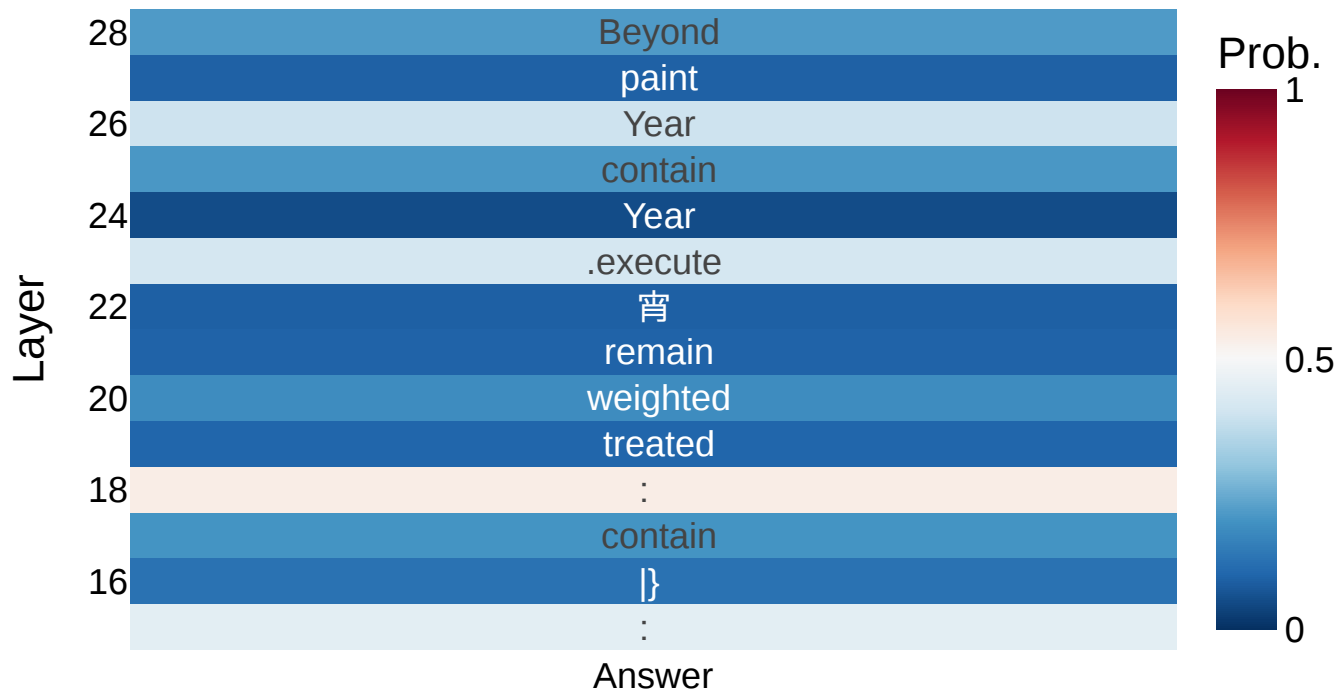 28 Beyond
paint
26 Year
contain
24 Year
.execute
22 宵
remain
20 weighted
treated
18 :
contain
16 |}
:
Layer
Answer
Prob.
1
0.5
0